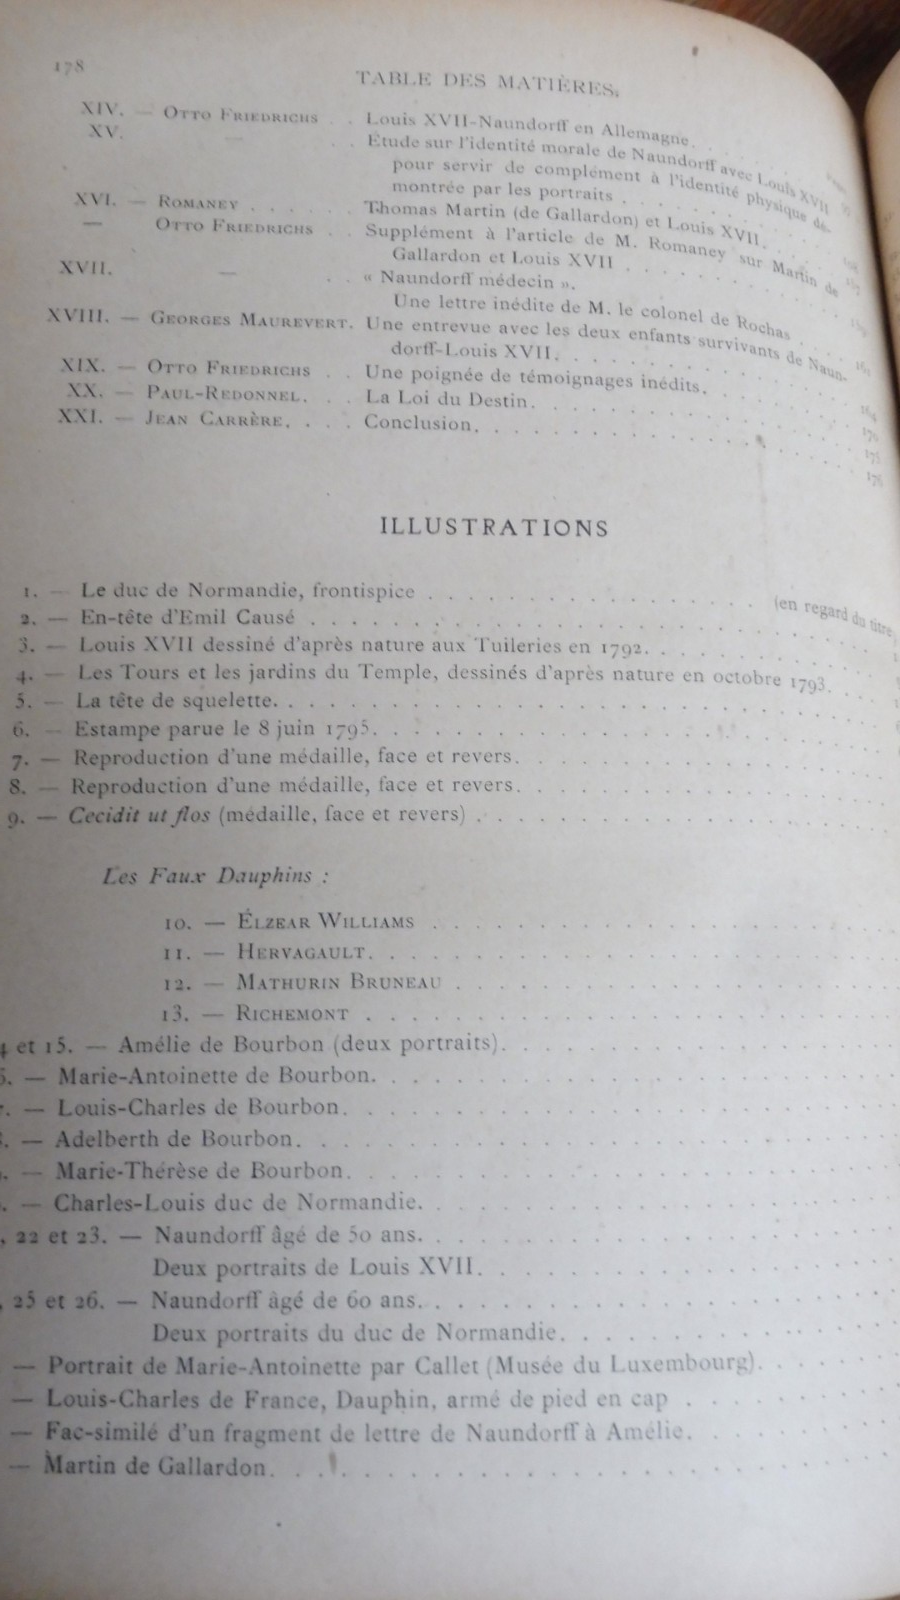 178
TABLE DES MATIÈRES.
XIV. — OTTO FRIEDRICHS . . Louis XVII-Naundorff en Allemagne.
XV. — . . Étude sur l'identité morale de Naundorff avec Louis XVII
pour servir de complément à l'identité physique dé-
montrée par les portraits
XVI. — ROMANEY . . . . . . Thomas Martin (de Gallardon) et Louis XVII.
— OTTO FRIEDRICHS . . Supplément à l'article de M. Romaney sur Martin de
Gallardon et Louis XVII
XVII. — . . « Naundorff médecin ».
Une lettre inédite de M. le colonel de Rochas
XVIII. — GEORGES MAUREVERT. Une entrevue avec les deux enfants survivants de Naun-
dorff-Louis XVII. 161
XIX. — OTTO FRIEDRICHS . . Une poignée de témoignages inédits. 164
XX. — PAUL-REDONNEL. . . La Loi du Destin. 170
XXI. — JEAN CARRÈRE. . . . Conclusion. 175
176
ILLUSTRATIONS
1. — Le duc de Normandie, frontispice (en regard du titre
2. — En-tête d'Emil Causé
3. — Louis XVII dessiné d'après nature aux Tuileries en 1792.
4. — Les Tours et les jardins du Temple, dessinés d'après nature en octobre 1793.
5. — La tête de squelette.
6. — Estampe parue le 8 juin 1795.
7. — Reproduction d'une médaille, face et revers.
8. — Reproduction d'une médaille, face et revers.
9. — Cecidit ut flos (médaille, face et revers)
Les Faux Dauphins :
10. — ÉLZEAR WILLIAMS
11. — HERVAGAULT.
12. — MATHURIN BRUNEAU
13. — RICHEMONT
4 et 15. — Amélie de Bourbon (deux portraits).
6. — Marie-Antoinette de Bourbon.
7. — Louis-Charles de Bourbon.
8. — Adelberth de Bourbon.
. — Marie-Thérèse de Bourbon.
. — Charles-Louis duc de Normandie.
, 22 et 23. — Naundorff âgé de 50 ans.
Deux portraits de Louis XVII.
, 25 et 26. — Naundorff âgé de 60 ans.
Deux portraits du duc de Normandie.
— Portrait de Marie-Antoinette par Callet (Musée du Luxembourg).
— Louis-Charles de France, Dauphin, armé de pied en cap
— Fac-similé d'un fragment de lettre de Naundorff à Amélie.
— Martin de Gallardon.